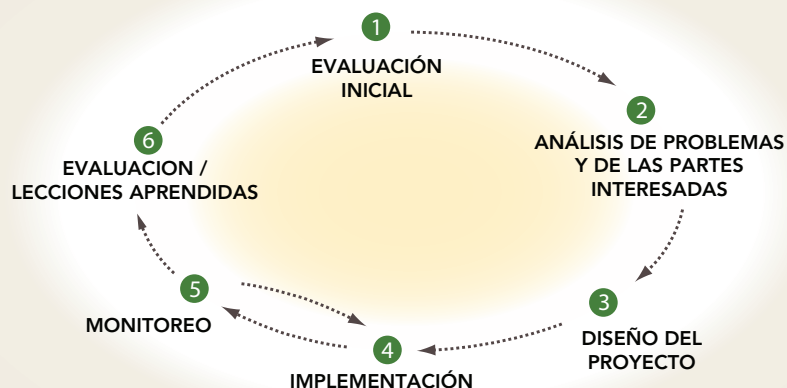 1
EVALUACIÓN
INICIAL
2
ANÁLISIS DE PROBLEMAS
Y DE LAS PARTES
INTERESADAS
3
DISEÑO DEL
PROYECTO
4
IMPLEMENTACIÓN
5
MONITOREO
6
EVALUACION /
LECCIONES APRENDIDAS